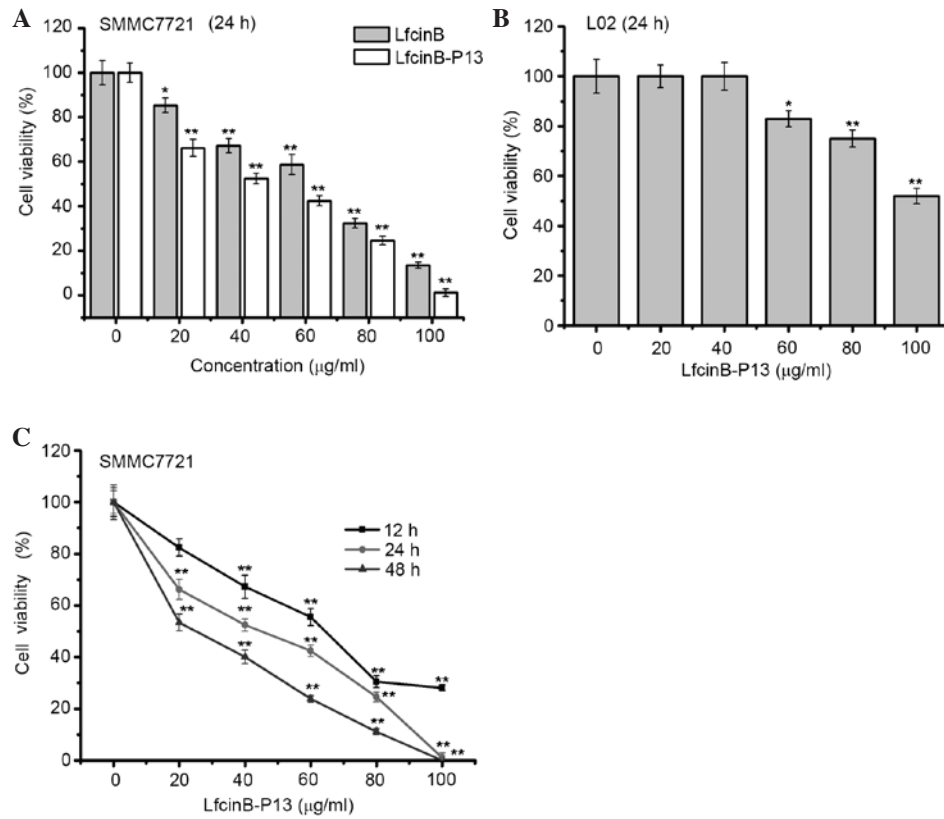 A
SMMC7721 (24 h)
LfcinB
LfcinB-P13
Cell viability (%)
120
100
80
60
40
20
0
* ** ** ** ** ** ** ** ** **
0 20 40 60 80 100
Concentration (μg/ml)
B
L02 (24 h)
Cell viability (%)
120
100
80
60
40
20
0
* ** **
0 20 40 60 80 100
LfcinB-P13 (μg/ml)
C
SMMC7721
12 h
24 h
48 h
Cell viability (%)
120
100
80
60
40
20
0
** ** ** ** ** ** ** ** ** ** ** ** ** **
0 20 40 60 80 100
LfcinB-P13 (μg/ml)